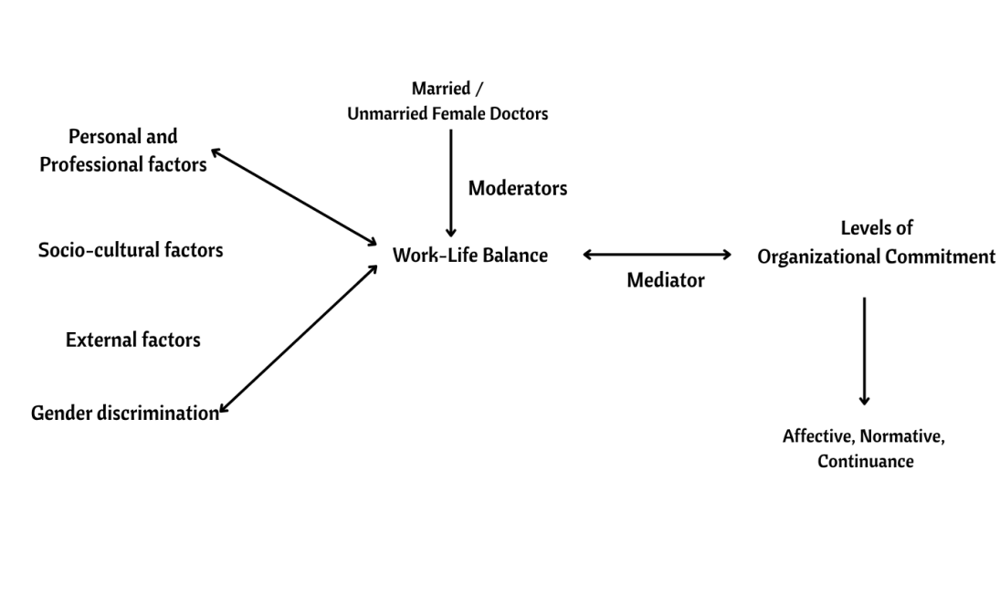 Married /
Unmarried Female Doctors
Personal and
Professional factors
Moderators
Socio-cultural factors
Work-Life Balance
Mediator
Levels of
Organizational Commitment
External factors
Gender discrimination
Affective, Normative,
Continuance